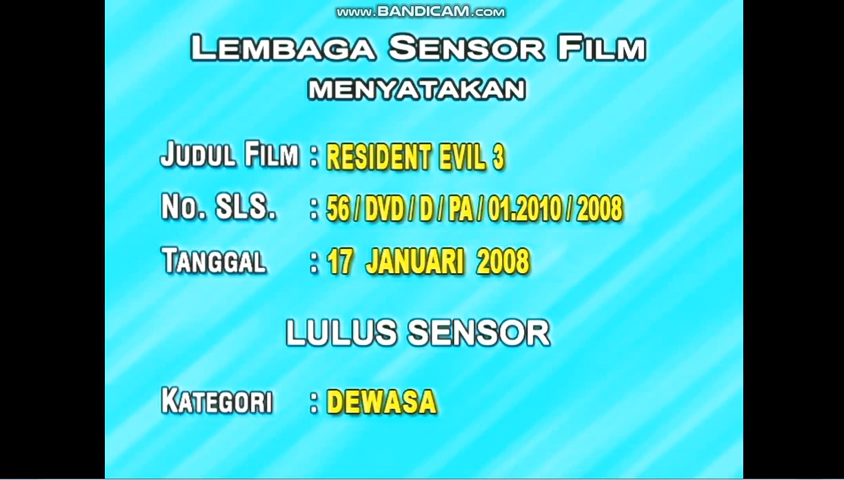 www.BANDICAM.com
LEMBAGA SENSOR FILM
MENYATAKAN
JUDUL FILM : RESIDENT EVIL 3
NO. SLS. : 56 / DVD / D / PA / 01.2010 / 2008
TANGGAL : 17 JANUARI 2008
LULUS SENSOR
KATEGORI : DEWASA